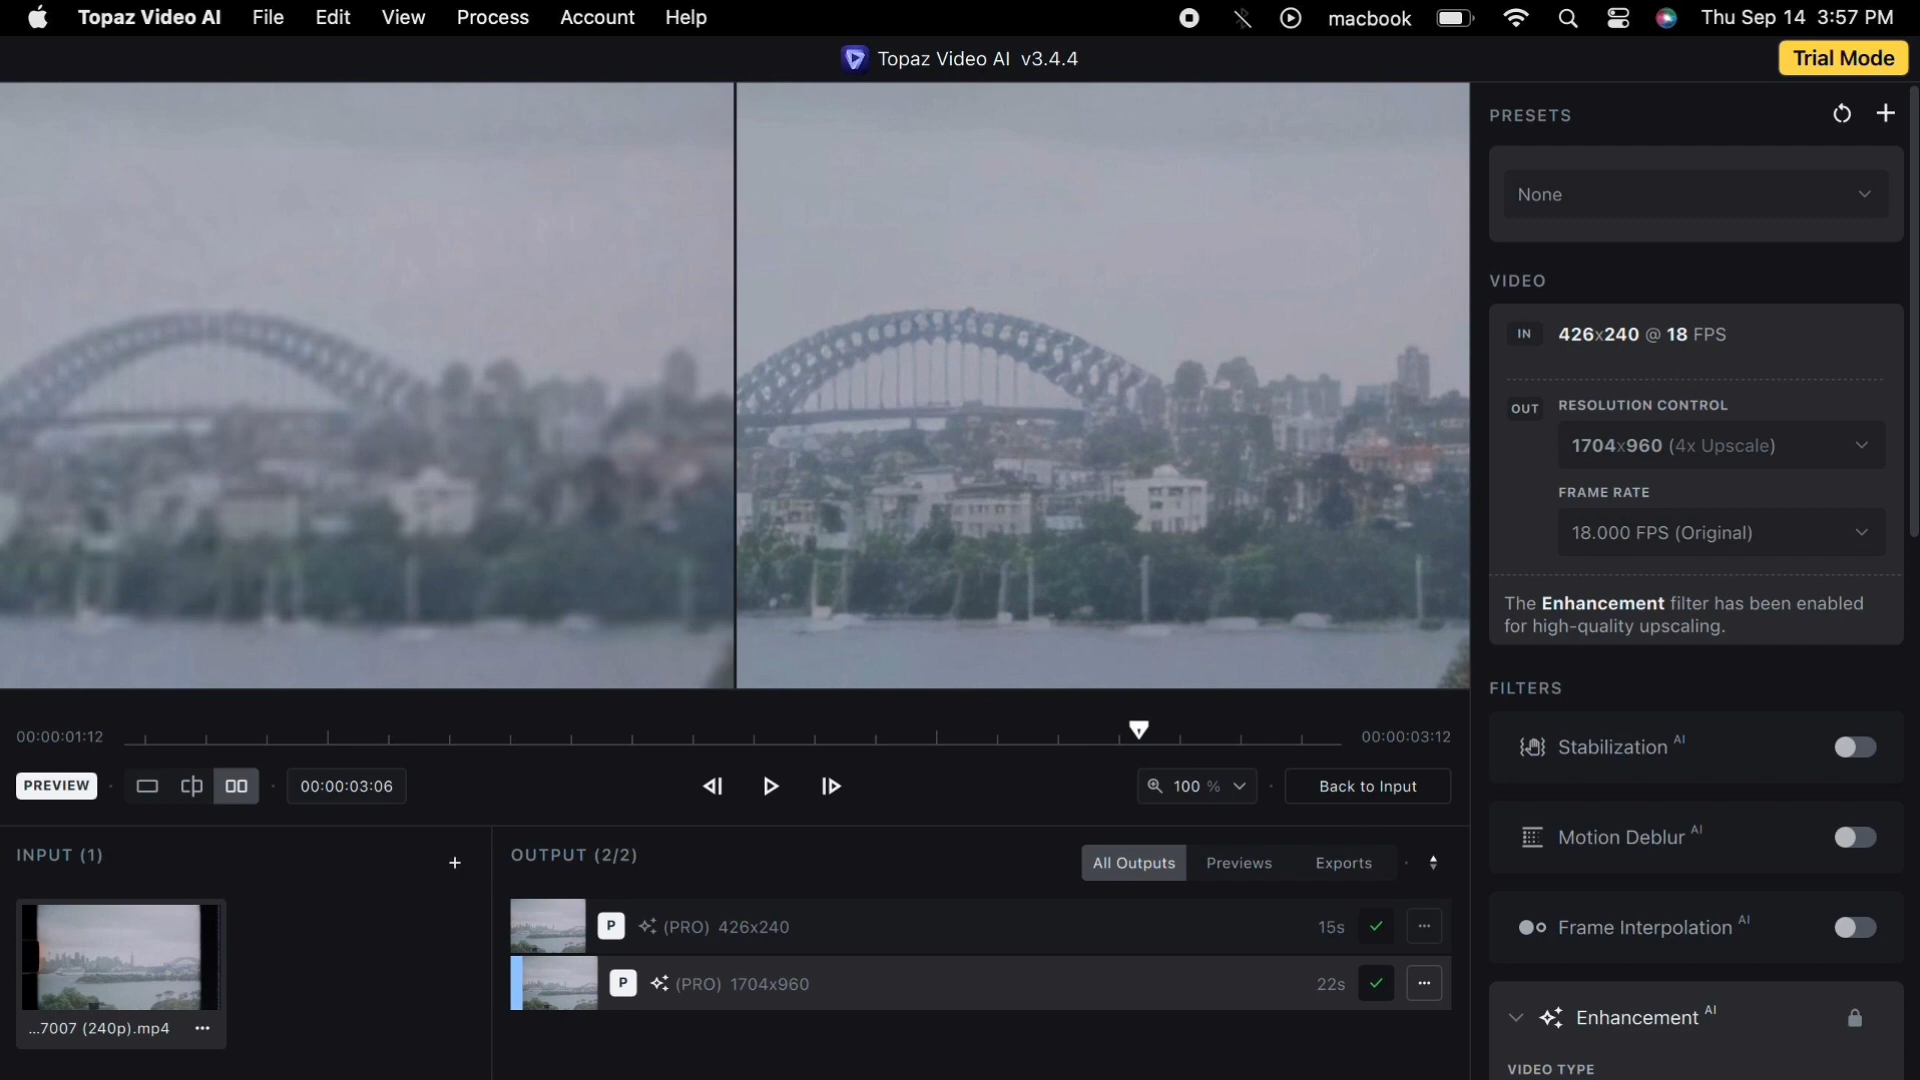 Topaz Video AI File Edit View Process Account Help macbook Thu Sep 14 3:57 PM
Topaz Video AI v3.4.4
Trial Mode
PRESETS
None
VIDEO
IN 426x240 @ 18 FPS
OUT RESOLUTION CONTROL
1704x960 (4x Upscale)
FRAME RATE
18.000 FPS (Original)
The Enhancement filter has been enabled
for high-quality upscaling.
FILTERS
Stabilization AI
Motion Deblur AI
Frame Interpolation AI
Enhancement AI
VIDEO TYPE
00:00:01:12 00:00:03:12
PREVIEW 00:00:03:06 100 % Back to Input
INPUT (1)
...7007 (240p).mp4
OUTPUT (2/2) All Outputs Previews Exports
P (PRO) 426x240 15s
P (PRO) 1704x960 22s